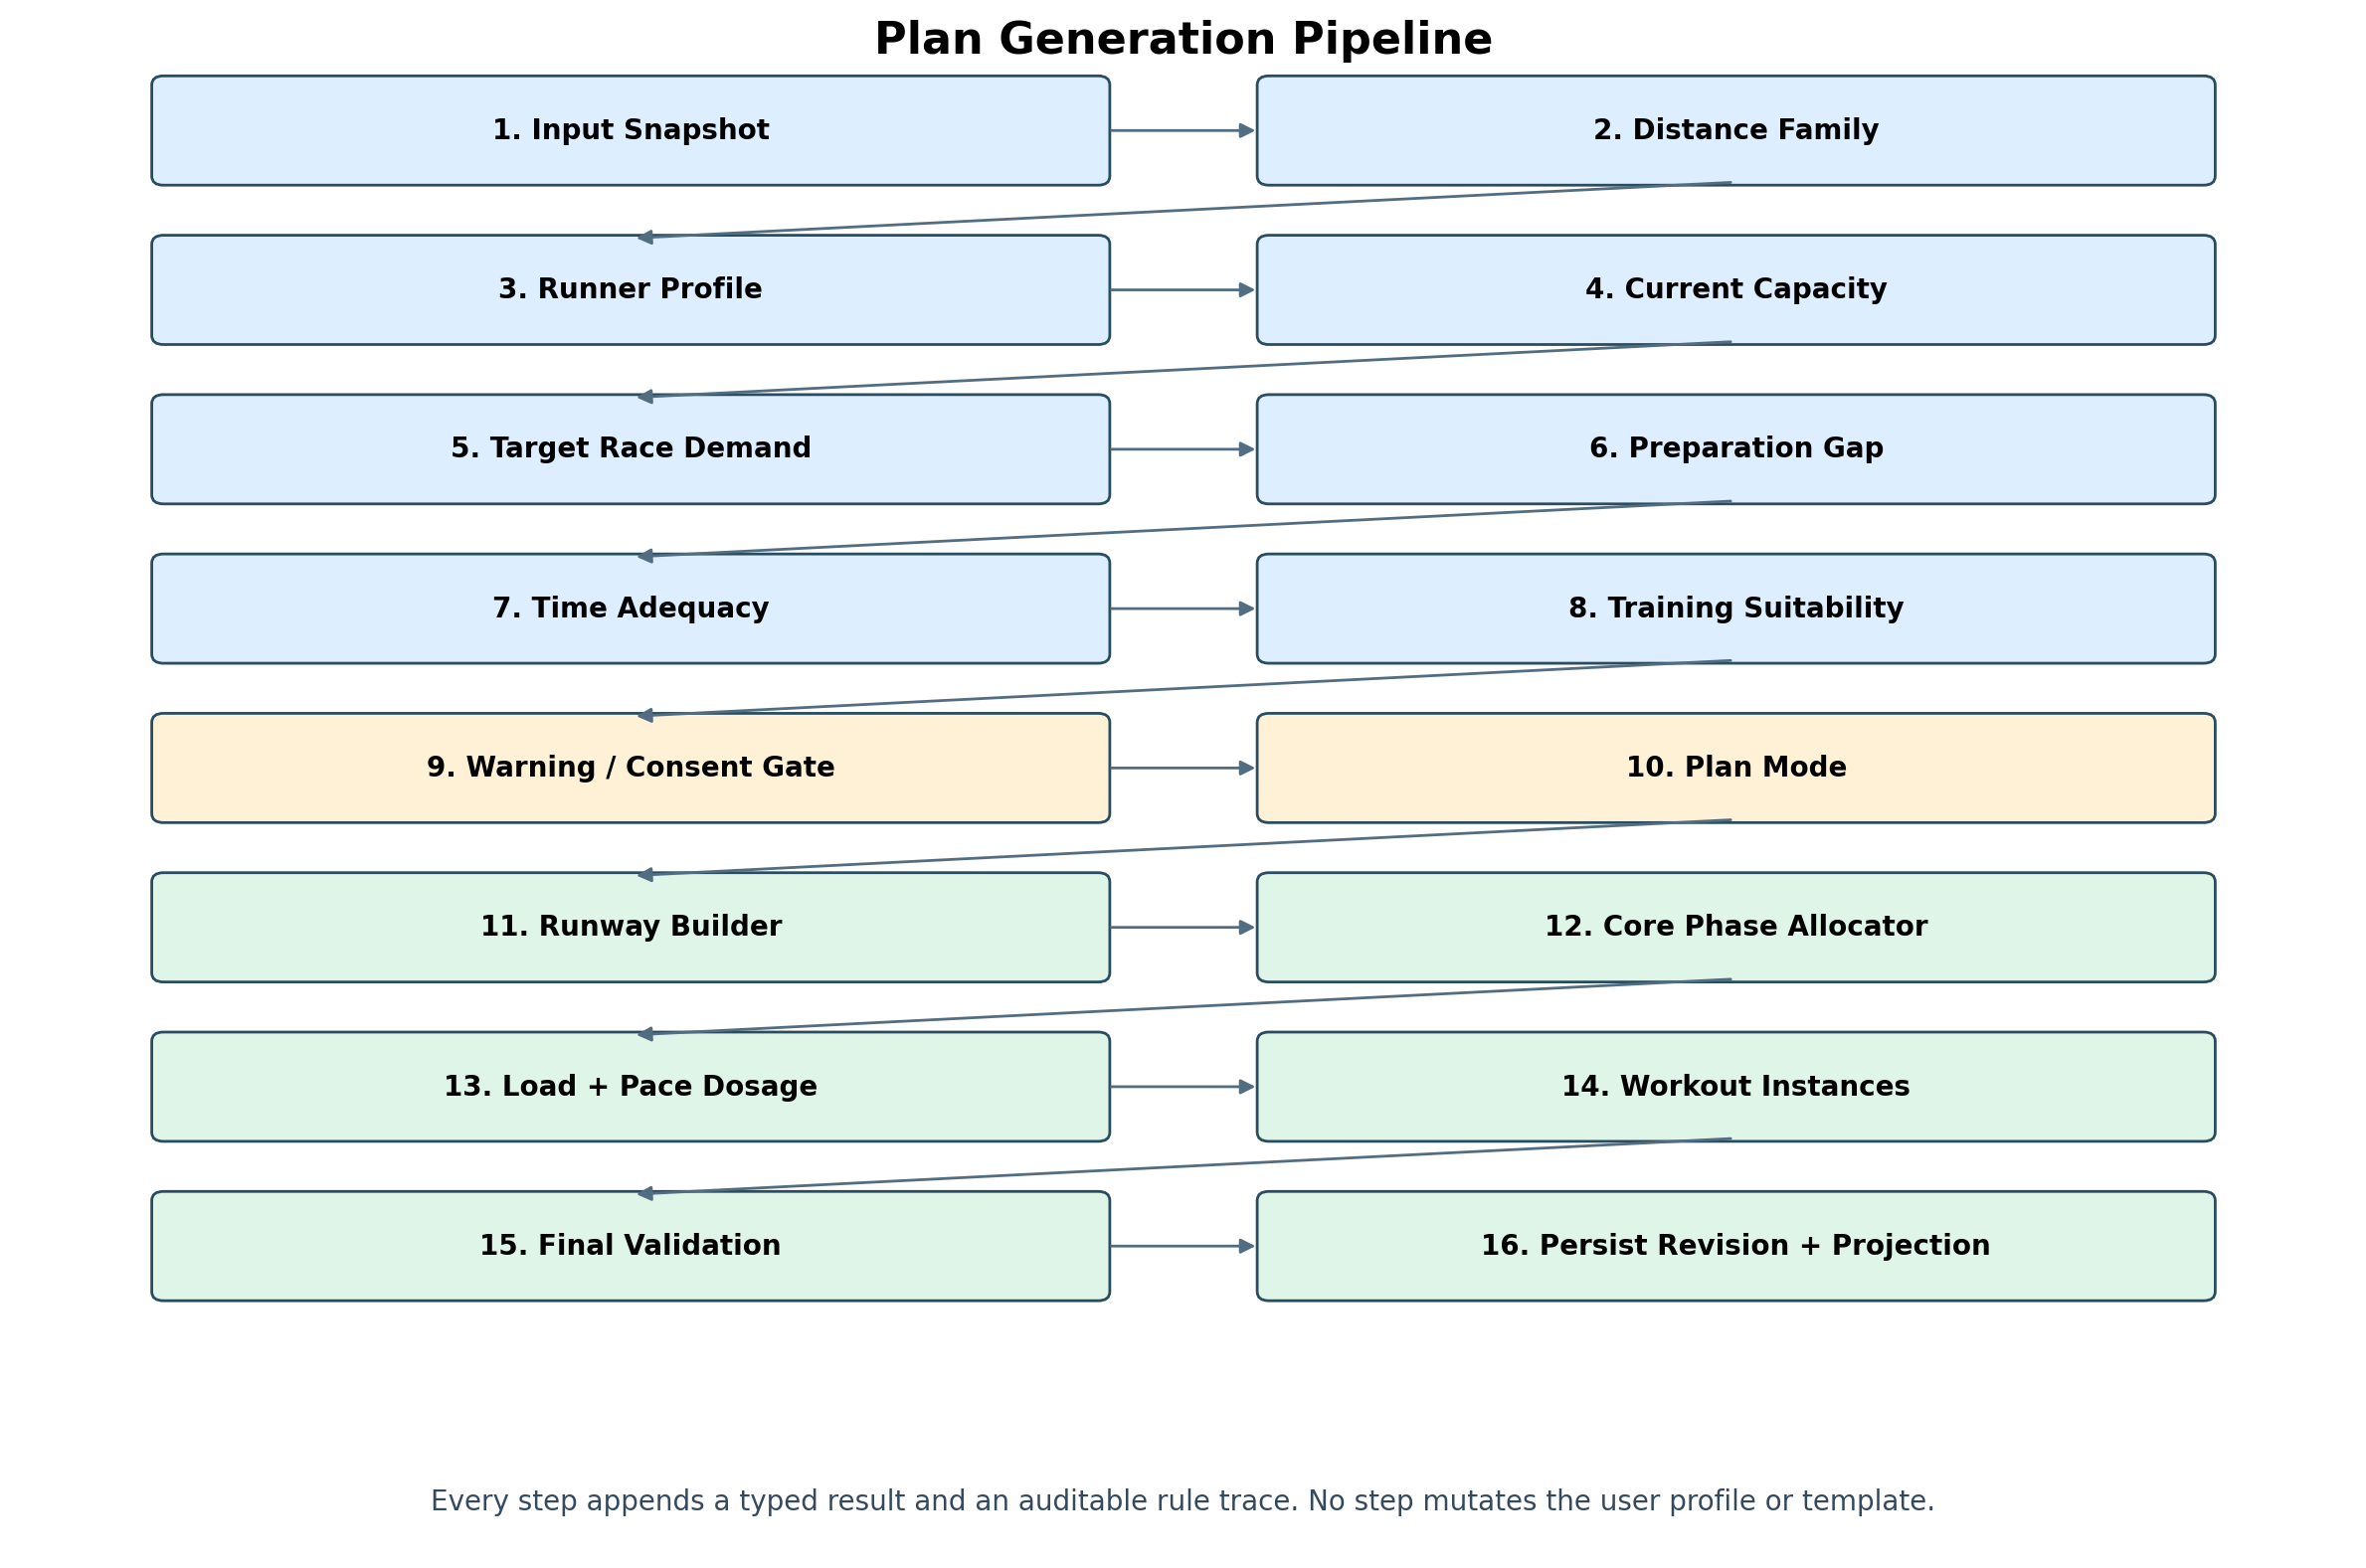 Plan Generation Pipeline
1. Input Snapshot
2. Distance Family
3. Runner Profile
4. Current Capacity
5. Target Race Demand
6. Preparation Gap
7. Time Adequacy
8. Training Suitability
9. Warning / Consent Gate
10. Plan Mode
11. Runway Builder
12. Core Phase Allocator
13. Load + Pace Dosage
14. Workout Instances
15. Final Validation
16. Persist Revision + Projection
Every step appends a typed result and an auditable rule trace. No step mutates the user profile or template.